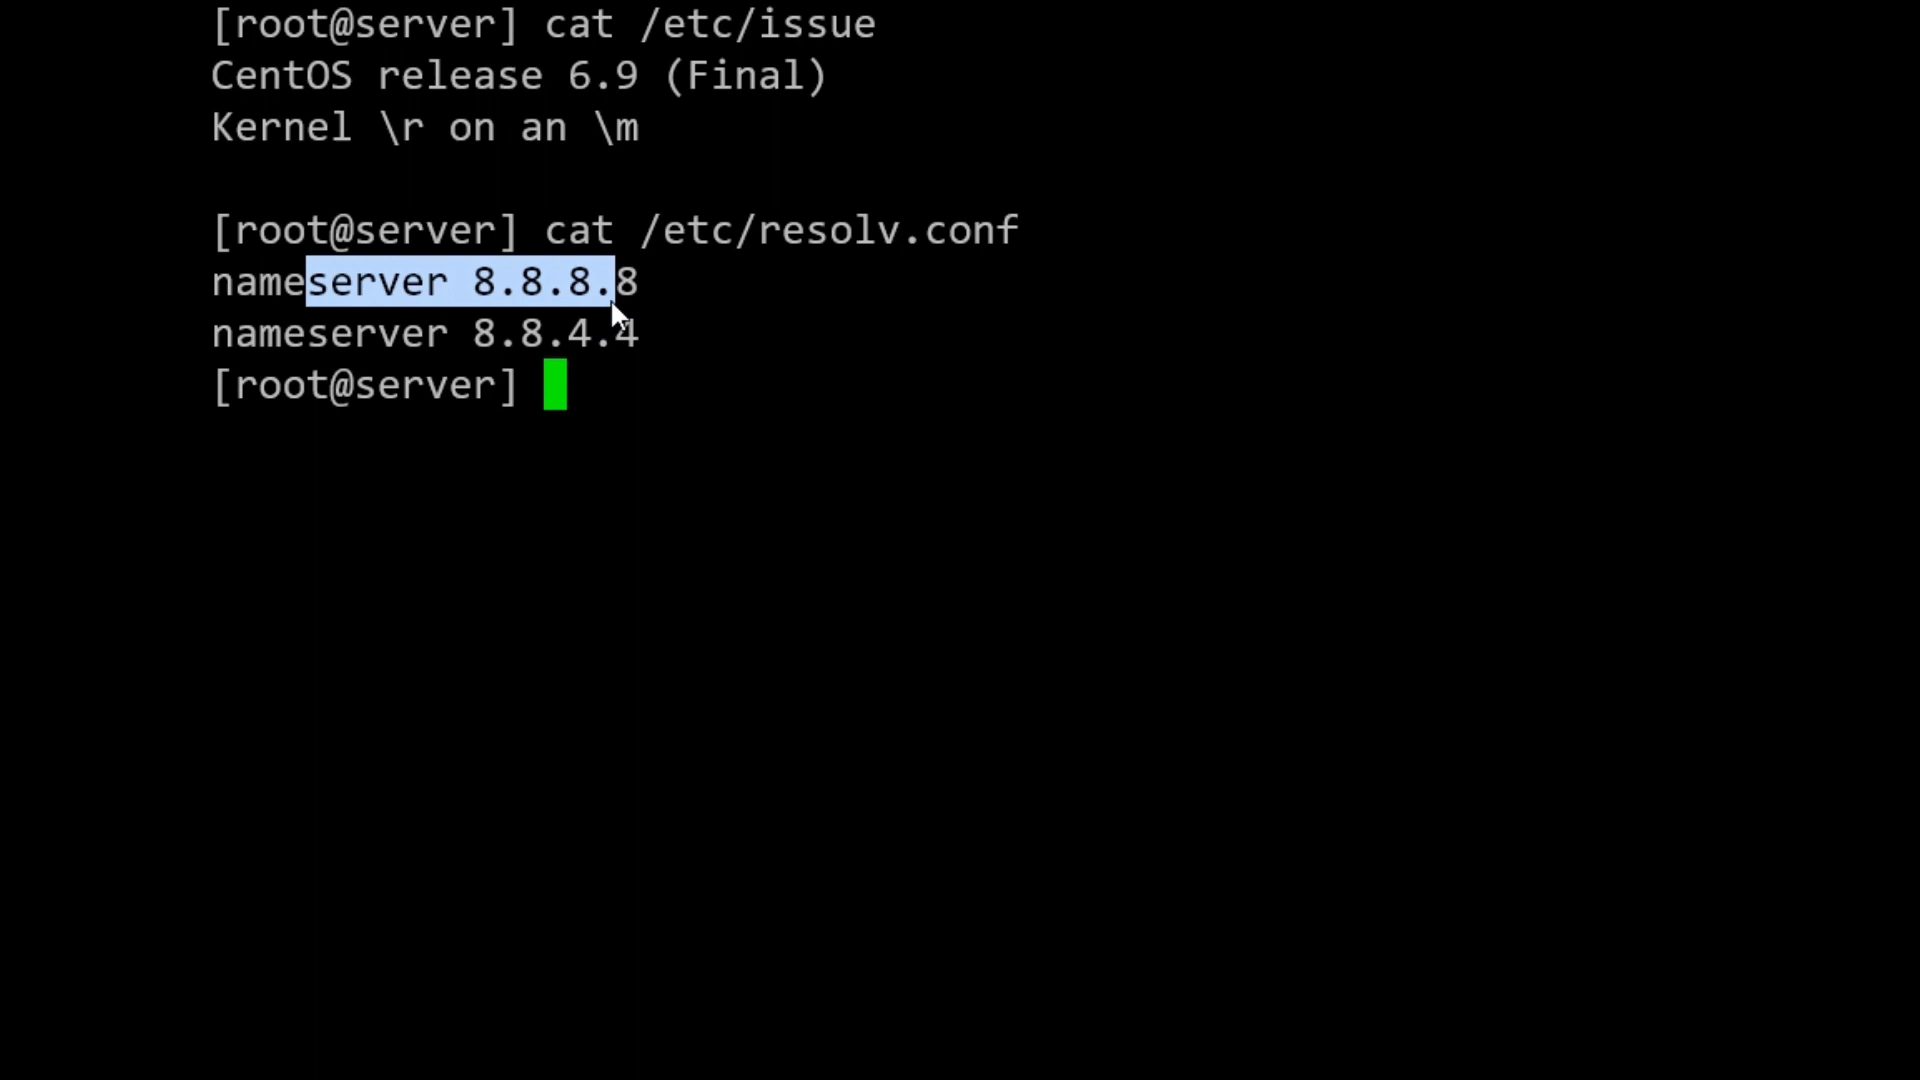 [root@server] cat /etc/issue
CentOS release 6.9 (Final)
Kernel \r on an \m
[root@server] cat /etc/resolv.conf
nameserver 8.8.8.8
nameserver 8.8.4.4
[root@server]